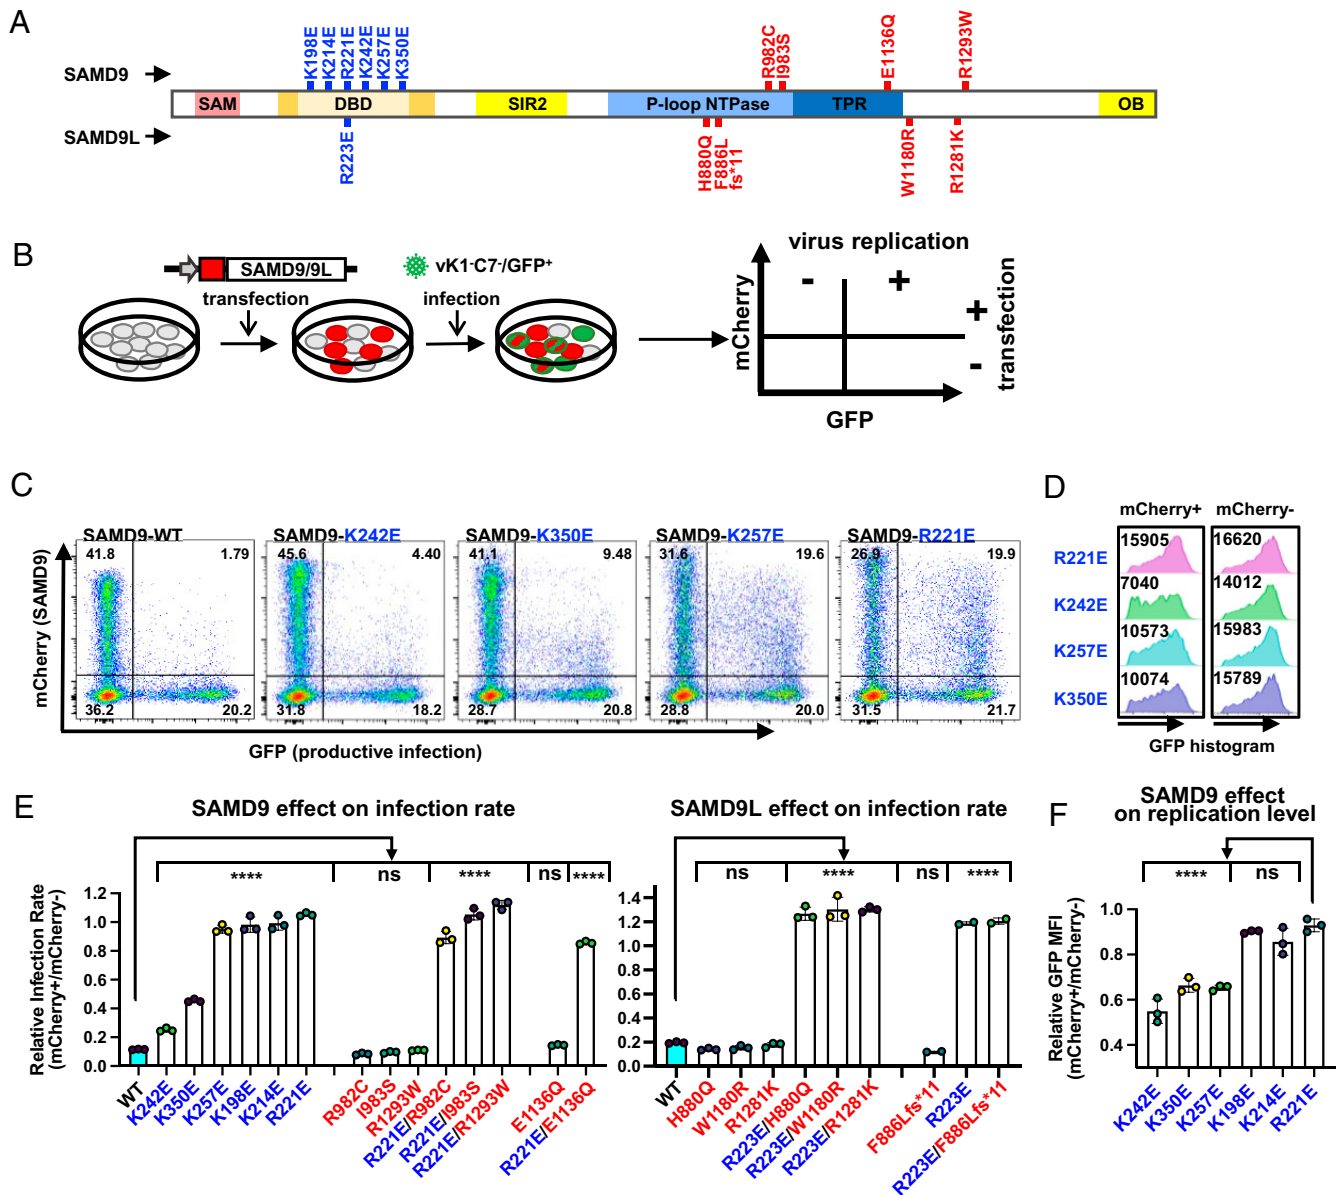 A
K198E
K214E
R221E
K242E
K257E
K350E
R982C
I983S
E1136Q
R1293W
SAMD9
SAM
DBD
SIR2
P-loop NTPase
TPR
OB
SAMD9L
R223E
H880Q
F886L
fs*11
W1180R
R1281K
B
SAMD9/9L
vK1-C7-/GFP+
transfection
infection
virus replication
- +
mCherry
+
-
transfection
GFP
C
SAMD9-WT
SAMD9-K242E
SAMD9-K350E
SAMD9-K257E
SAMD9-R221E
41.8 1.79
45.6 4.40
41.1 9.48
31.6 19.6
26.9 19.9
36.2 20.2
31.8 18.2
28.7 20.8
28.8 20.0
31.5 21.7
mCherry (SAMD9)
GFP (productive infection)
D
mCherry+ mCherry-
R221E 15905 16620
K242E 7040 14012
K257E 10573 15983
K350E 10074 15789
GFP histogram
E
SAMD9 effect on infection rate
**** ns **** ns ****
Relative Infection Rate
(mCherry+/mCherry-)
1.2
1.0
0.8
0.6
0.4
0.2
0.0
WT
K242E
K350E
K257E
K198E
K214E
R221E
R982C
I983S
R1293W
R221E/R982C
R221E/I983S
R221E/R1293W
E1136Q
R221E/E1136Q
SAMD9L effect on infection rate
ns **** ns ****
1.4
1.2
1.0
0.8
0.6
0.4
0.2
0.0
WT
H880Q
W1180R
R1281K
R223E/H880Q
R223E/W1180R
R223E/R1281K
F886Lfs*11
R223E
R223E/F886Lfs*11
F
SAMD9 effect
on replication level
**** ns
Relative GFP MFI
(mCherry+/mCherry-)
1.0
0.8
0.6
0.4
K242E
K350E
K257E
K198E
K214E
R221E